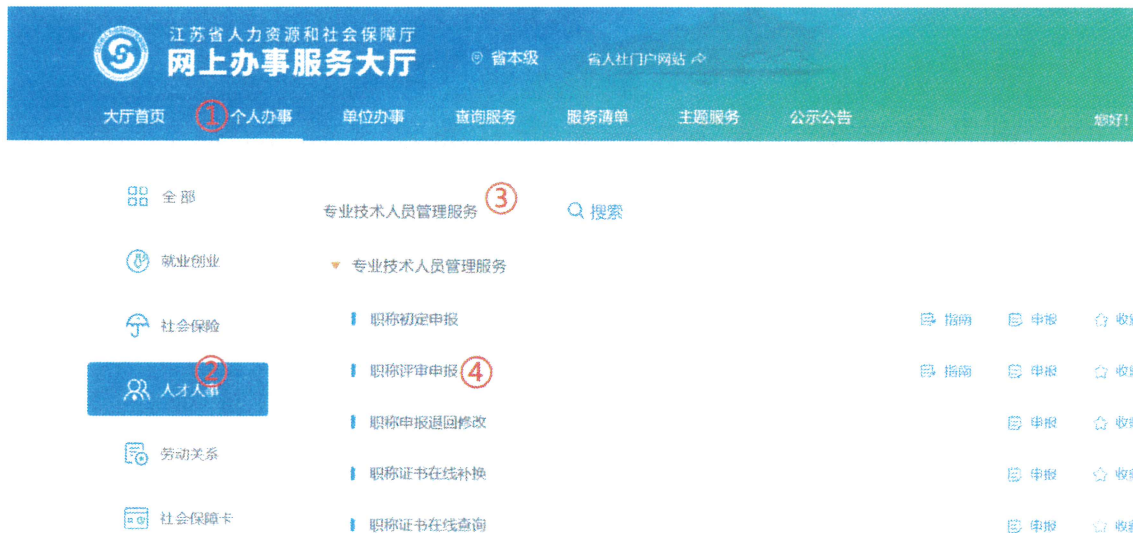 江苏省人力资源和社会保障厅
网上办事服务大厅
省本级
省人社门户网站
大厅首页 ① 个人办事 单位办事 查询服务 服务清单 主题服务 公示公告 您好!
全部
专业技术人员管理服务 ③ 搜索
就业创业
专业技术人员管理服务
社会保险
职称初定申报 指南 申报 收
② 人才人事
职称评审申报 ④ 指南 申报 收
职称申报退回修改 申报 收
劳动关系
职称证书在线补换 申报 收
社会保障卡
职称证书在线查询 申报 收